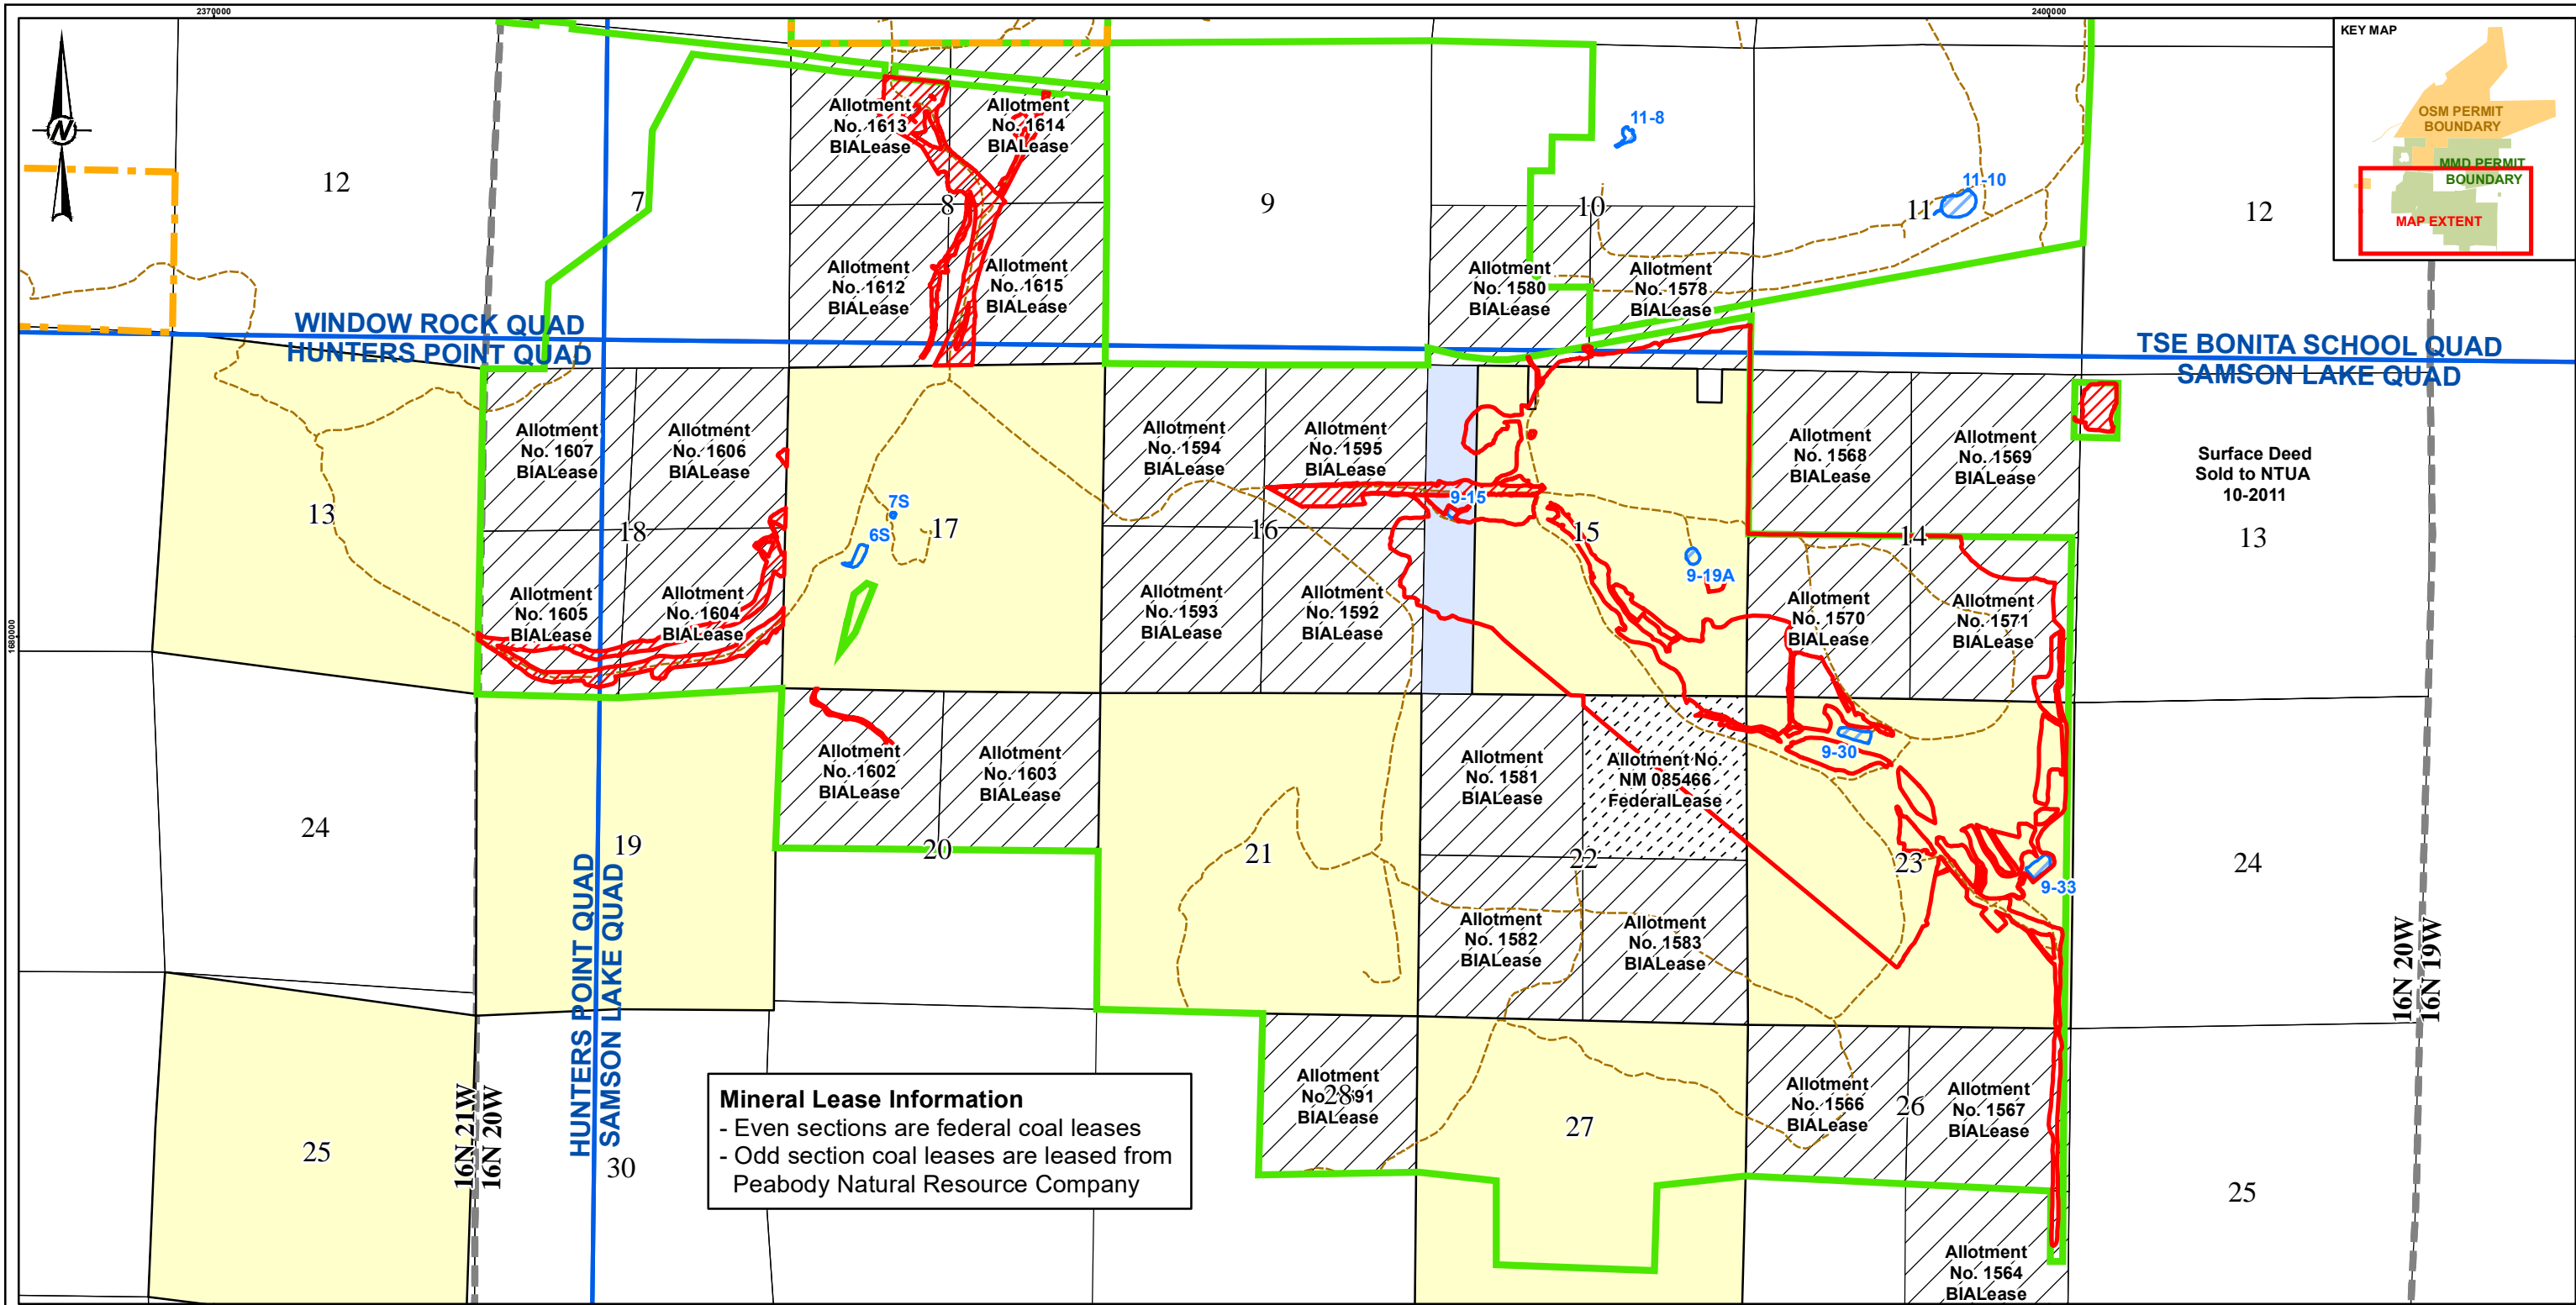 2370000
2400000
KEY MAP
OSM PERMIT
BOUNDARY
MMD PERMIT
BOUNDARY
MAP EXTENT
N
12
7
Allotment
No. 1613
BIALease
Allotment
No. 1614
BIALease
8
Allotment
No. 1612
BIALease
Allotment
No. 1615
BIALease
9
11-8
10
Allotment
No. 1580
BIALease
Allotment
No. 1578
BIALease
11-10
11
12
WINDOW ROCK QUAD
HUNTERS POINT QUAD
TSE BONITA SCHOOL QUAD
SAMSON LAKE QUAD
13
Allotment
No. 1607
BIALease
Allotment
No. 1606
BIALease
18
Allotment
No. 1605
BIALease
Allotment
No. 1604
BIALease
7S
6S
17
Allotment
No. 1594
BIALease
Allotment
No. 1595
BIALease
16
Allotment
No. 1593
BIALease
Allotment
No. 1592
BIALease
9-15
15
9-19A
Allotment
No. 1568
BIALease
Allotment
No. 1569
BIALease
14
Allotment
No. 1570
BIALease
Allotment
No. 1571
BIALease
Surface Deed
Sold to NTUA
10-2011
13
1680000
24
19
Allotment
No. 1602
BIALease
Allotment
No. 1603
BIALease
20
21
Allotment
No. 1581
BIALease
Allotment No.
NM 085466
FederalLease
22
Allotment
No. 1582
BIALease
Allotment
No. 1583
BIALease
9-30
23
9-33
24
HUNTERS POINT QUAD
SAMSON LAKE QUAD
16N 20W
16N 19W
25
16N 21W
16N 20W
30
Mineral Lease Information
- Even sections are federal coal leases
- Odd section coal leases are leased from
Peabody Natural Resource Company
Allotment
28
BIALease
27
Allotment
No. 1566
BIALease
26
Allotment
No. 1567
BIALease
25
Allotment
No. 1564
BIALease